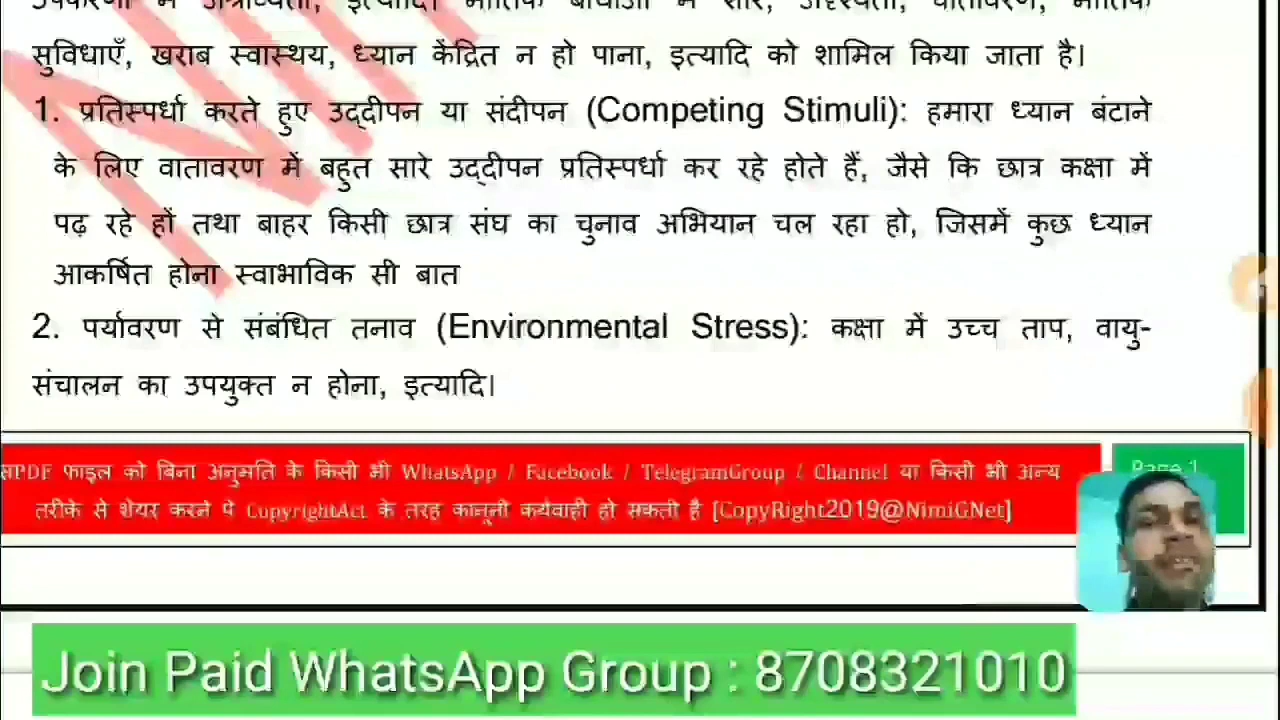 सुविधाएँ, खराब स्वास्थय, ध्यान केंद्रित न हो पाना, इत्यादि को शामिल किया जाता है।
1. प्रतिस्पर्धा करते हुए उद्दीपन या संदीपन (Competing Stimuli): हमारा ध्यान बंटाने
के लिए वातावरण में बहुत सारे उद्दीपन प्रतिस्पर्धा कर रहे होते हैं, जैसे कि छात्र कक्षा में
पढ़ रहे हों तथा बाहर किसी छात्र संघ का चुनाव अभियान चल रहा हो, जिसमें कुछ ध्यान
आकर्षित होना स्वाभाविक सी बात
2. पर्यावरण से संबंधित तनाव (Environmental Stress): कक्षा में उच्च ताप, वायु-
संचालन का उपयुक्त न होना, इत्यादि।
PDF फाइल को बिना अनुमति के किसी भी WhatsApp / Facebook / TelegramGroup / Channel या किसी भी अन्य
तरीके से शेयर करने पे CopyrightAct के तरह कानूनी कर्यवाही हो सकती है [CopyRight2019@NimiGNet]
Page 1
Join Paid WhatsApp Group : 8708321010